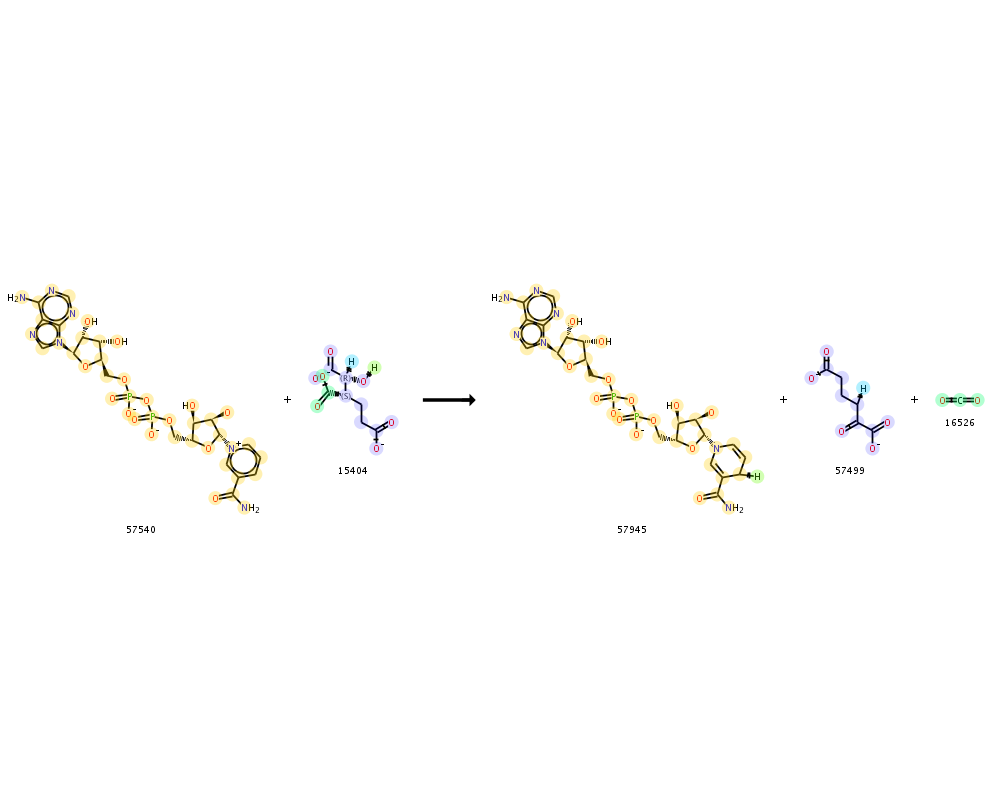 H₂N N N N N OH OH O O P O O⁻ O P O O⁻ O HO O O N⁺ O NH₂
57540
+
O H H O⁻ O R O S O O O⁻
15404
H₂N N N N N OH OH O O P O O⁻ O P O O⁻ O HO O O N H O NH₂
57945
+
O O⁻ H O O O⁻
57499
+
O C O
16526